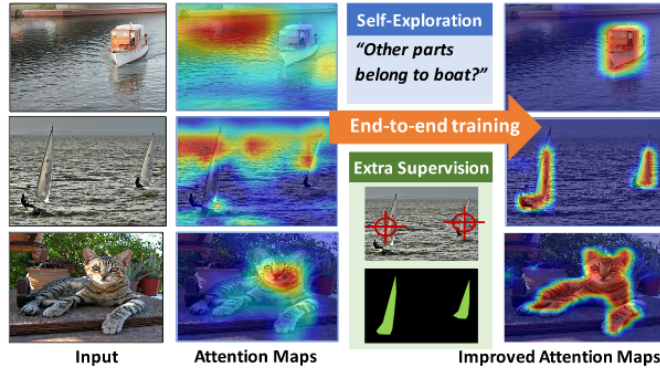 Self-Exploration
"Other parts
belong to boat?"
End-to-end training
Extra Supervision
Input
Attention Maps
Improved Attention Maps